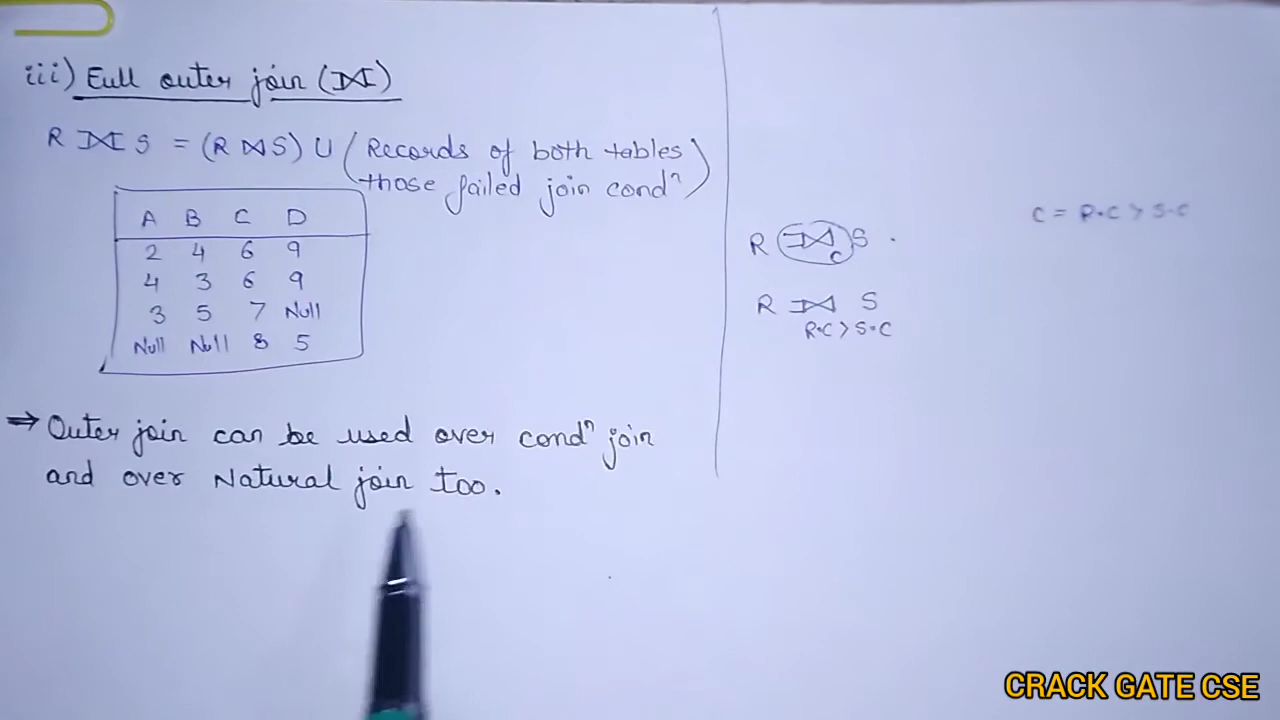 iii) Full outer join (⟗)
R ⟗ S = (R ⋈ S) ∪ (Records of both tables
those failed join condⁿ)
A B C D
2 4 6 9
4 3 6 9
3 5 7 Null
Null Null 8 5
⇒ Outer join can be used over condⁿ join
and over Natural join too.
C = R.C > S.C
R ⟕C S .
R ⟕ S
R.C > S.C
CRACK GATE CSE